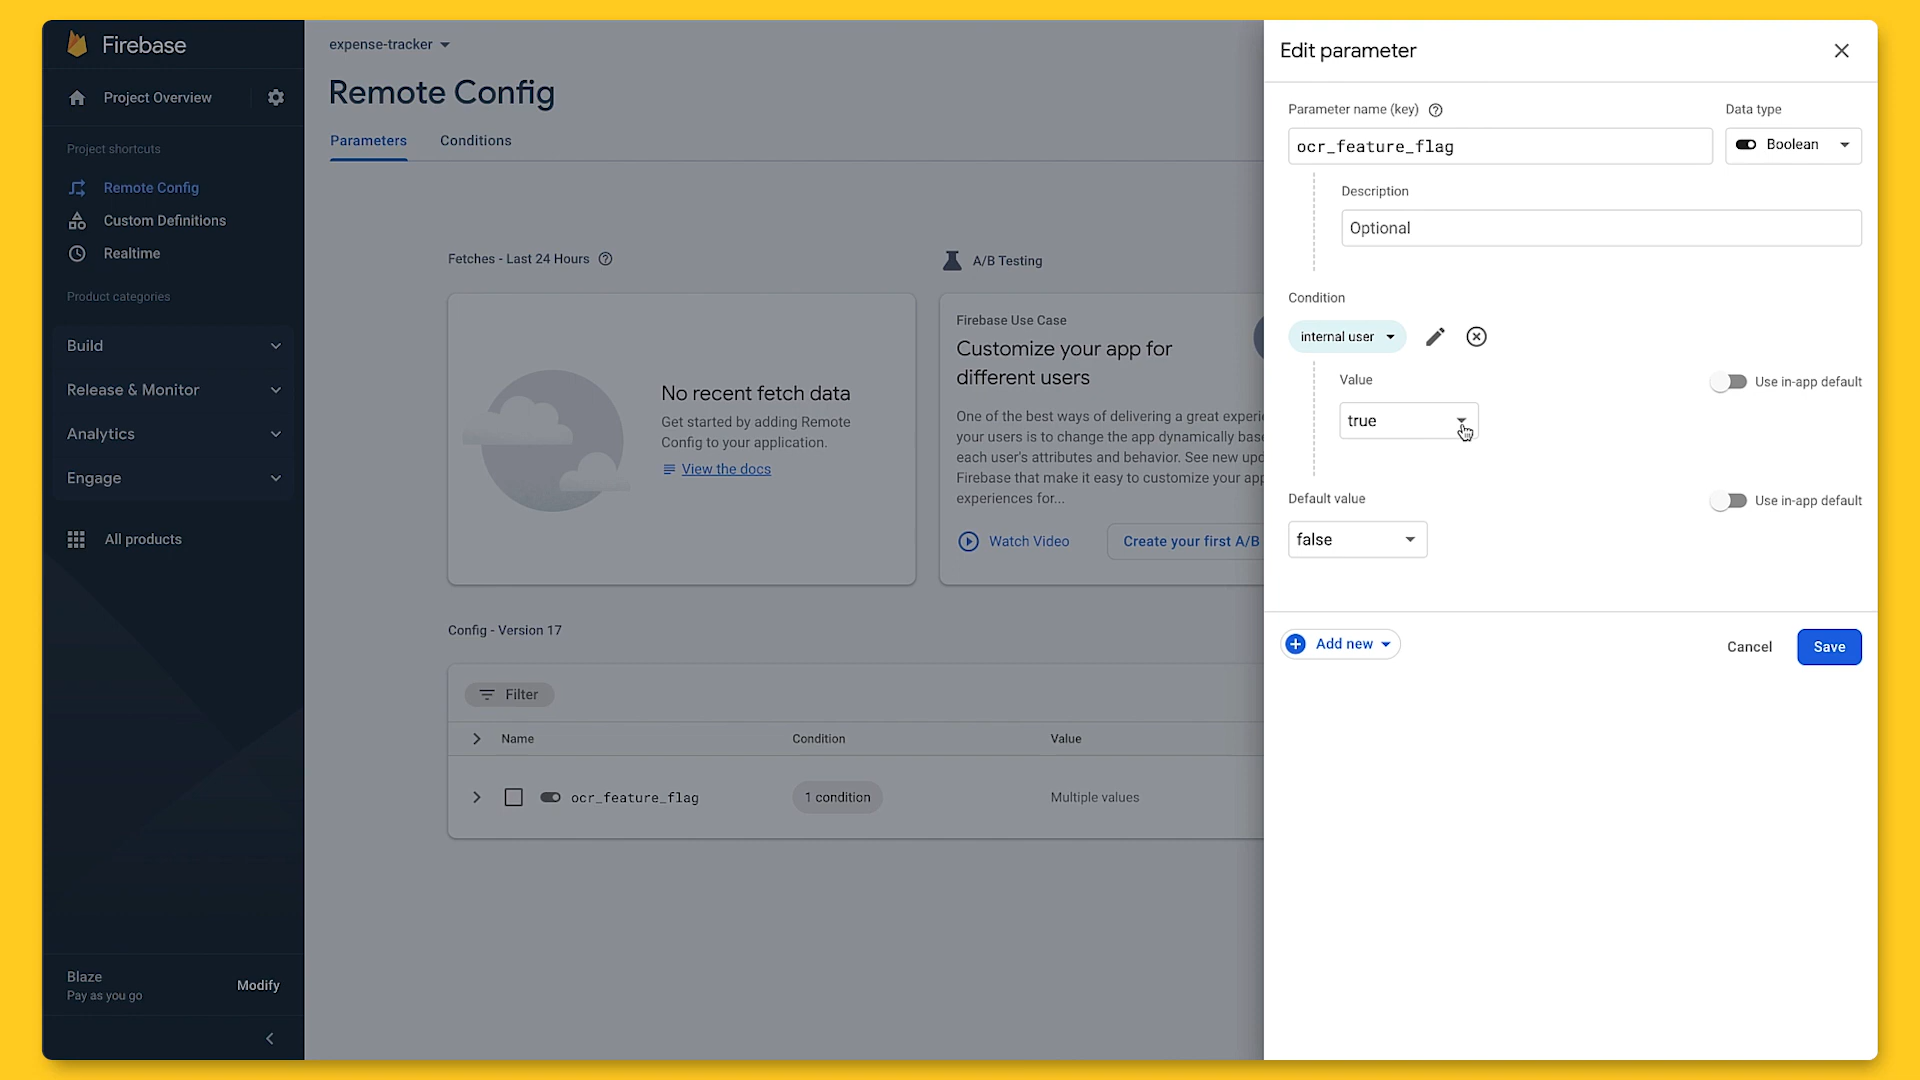 Firebase
Project Overview
Project shortcuts
Remote Config
Custom Definitions
Realtime
Product categories
Build
Release & Monitor
Analytics
Engage
All products
Blaze
Pay as you go
Modify
expense-tracker
Remote Config
Parameters
Conditions
Fetches - Last 24 Hours
No recent fetch data
Get started by adding Remote
Config to your application.
View the docs
A/B Testing
Firebase Use Case
Customize your app for
different users
One of the best ways of delivering a great experie
your users is to change the app dynamically base
each user's attributes and behavior. See new upd
Firebase that make it easy to customize your app
experiences for...
Watch Video
Create your first A/B
Config - Version 17
Filter
Name
Condition
Value
ocr_feature_flag
1 condition
Multiple values
Edit parameter
Parameter name (key)
Data type
ocr_feature_flag
Boolean
Description
Optional
Condition
internal user
Value
Use in-app default
true
Default value
Use in-app default
false
Add new
Cancel
Save